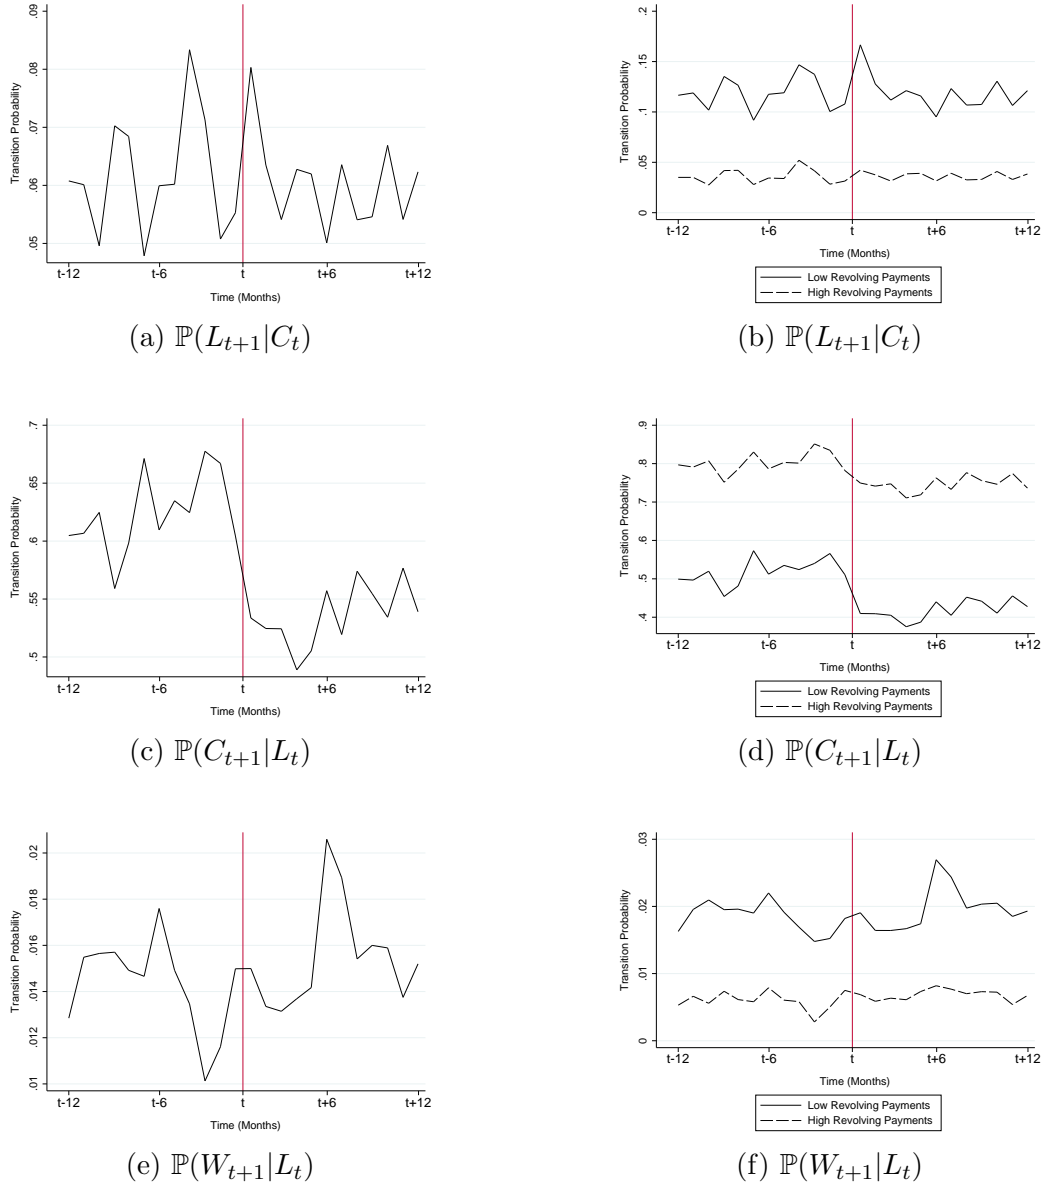 .09
.08
.07
.06
.05
Transition Probability
t-12 t-6 t t+6 t+12
Time (Months)
(a) ℙ(L_{t+1}|C_t)
.2
.15
.1
.05
0
Transition Probability
t-12 t-6 t t+6 t+12
Time (Months)
Low Revolving Payments
High Revolving Payments
(b) ℙ(L_{t+1}|C_t)
.7
.65
.6
.55
.5
Transition Probability
t-12 t-6 t t+6 t+12
Time (Months)
(c) ℙ(C_{t+1}|L_t)
.9
.8
.7
.6
.5
.4
Transition Probability
t-12 t-6 t t+6 t+12
Time (Months)
Low Revolving Payments
High Revolving Payments
(d) ℙ(C_{t+1}|L_t)
.02
.018
.016
.014
.012
.01
Transition Probability
t-12 t-6 t t+6 t+12
Time (Months)
(e) ℙ(W_{t+1}|L_t)
.03
.02
.01
0
Transition Probability
t-12 t-6 t t+6 t+12
Time (Months)
Low Revolving Payments
High Revolving Payments
(f) ℙ(W_{t+1}|L_t)